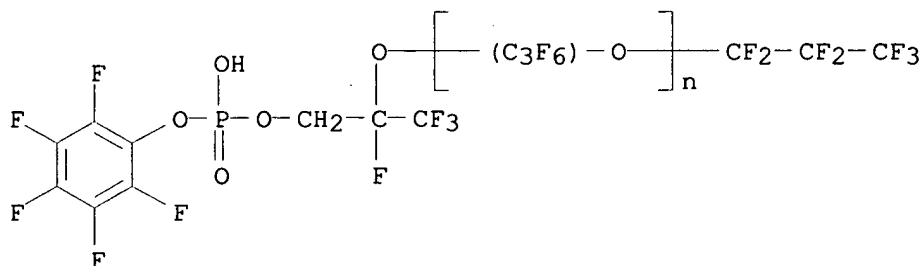 O (C3F6) O CF2 CF2 CF3
n
OH
F
F O P O CH2 C CF3
F F O F
F